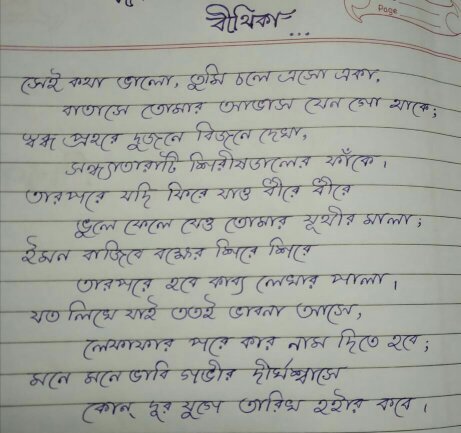 Page
বীথিকা...
সেই কথা ভালো, তুমি চলে এসো একা,
বাতাসে তোমার আভাস যেন গো থাকে;
স্তব্ধ প্রহরে দুজনে বিজনে দেখা,
সন্ধ্যাতারাটি শিরীষডালের ফাঁকে।
তারপরে যদি ফিরে যাও ধীরে ধীরে
ভুলে ফেলে যেও তোমার যূথীর মালা;
ইমন বাজিবে বক্ষের শিরে শিরে
তারপরে হবে কাব্য লেখার পালা।
যত লিখে যাই ততই ভাবনা আসে,
লেফাফার পরে কার নাম দিতে হবে;
মনে মনে ভাবি গভীর দীর্ঘশ্বাসে
কোন্ দূর যুগে তারিখ ইহার কবে।